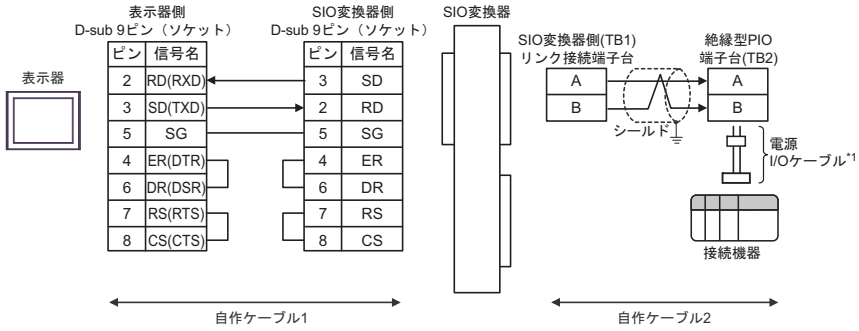 表示器
表示器側
D-sub 9ピン（ソケット）
ピン 信号名
2 RD(RXD)
3 SD(TXD)
5 SG
4 ER(DTR)
6 DR(DSR)
7 RS(RTS)
8 CS(CTS)
SIO変換器側
D-sub 9ピン（ソケット）
ピン 信号名
3 SD
2 RD
5 SG
4 ER
6 DR
7 RS
8 CS
自作ケーブル1
SIO変換器
SIO変換器側(TB1)
リンク接続端子台
A
B
シールド
絶縁型PIO
端子台(TB2)
A
B
電源
I/Oケーブル*1
接続機器
自作ケーブル2